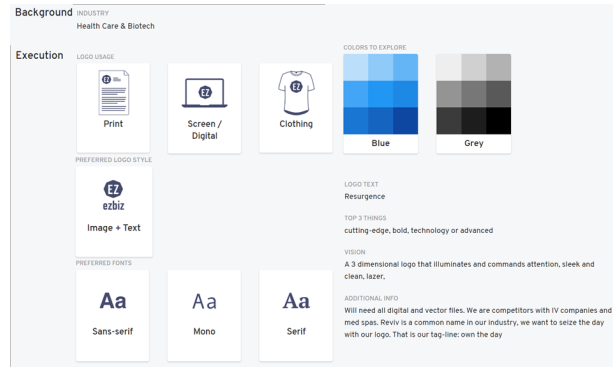 Background
INDUSTRY
Health Care & Biotech
Execution
LOGO USAGE
EZ
Print
EZ
Screen /
Digital
EZ
Clothing
COLORS TO EXPLORE
Blue
Grey
PREFERRED LOGO STYLE
EZ
ezbiz
Image + Text
LOGO TEXT
Resurgence
TOP 3 THINGS
cutting-edge, bold, technology or advanced
VISION
A 3 dimensional logo that illuminates and commands attention, sleek and
clean, lazer,
PREFERRED FONTS
Aa
Sans-serif
Aa
Mono
Aa
Serif
ADDITIONAL INFO
Will need all digital and vector files. We are competitors with IV companies and
med spas. Reviv is a common name in our industry, we want to seize the day
with our logo. That is our tag-line: own the day